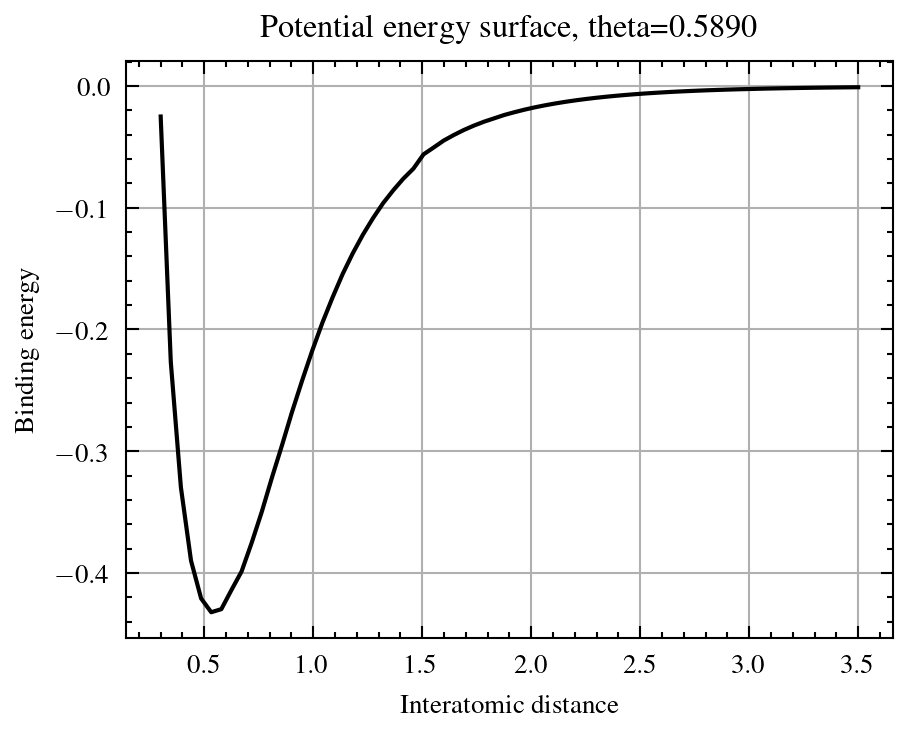 Potential energy surface, theta=0.5890
0.0
−0.1
−0.2
−0.3
−0.4
Binding energy
0.5 1.0 1.5 2.0 2.5 3.0 3.5
Interatomic distance